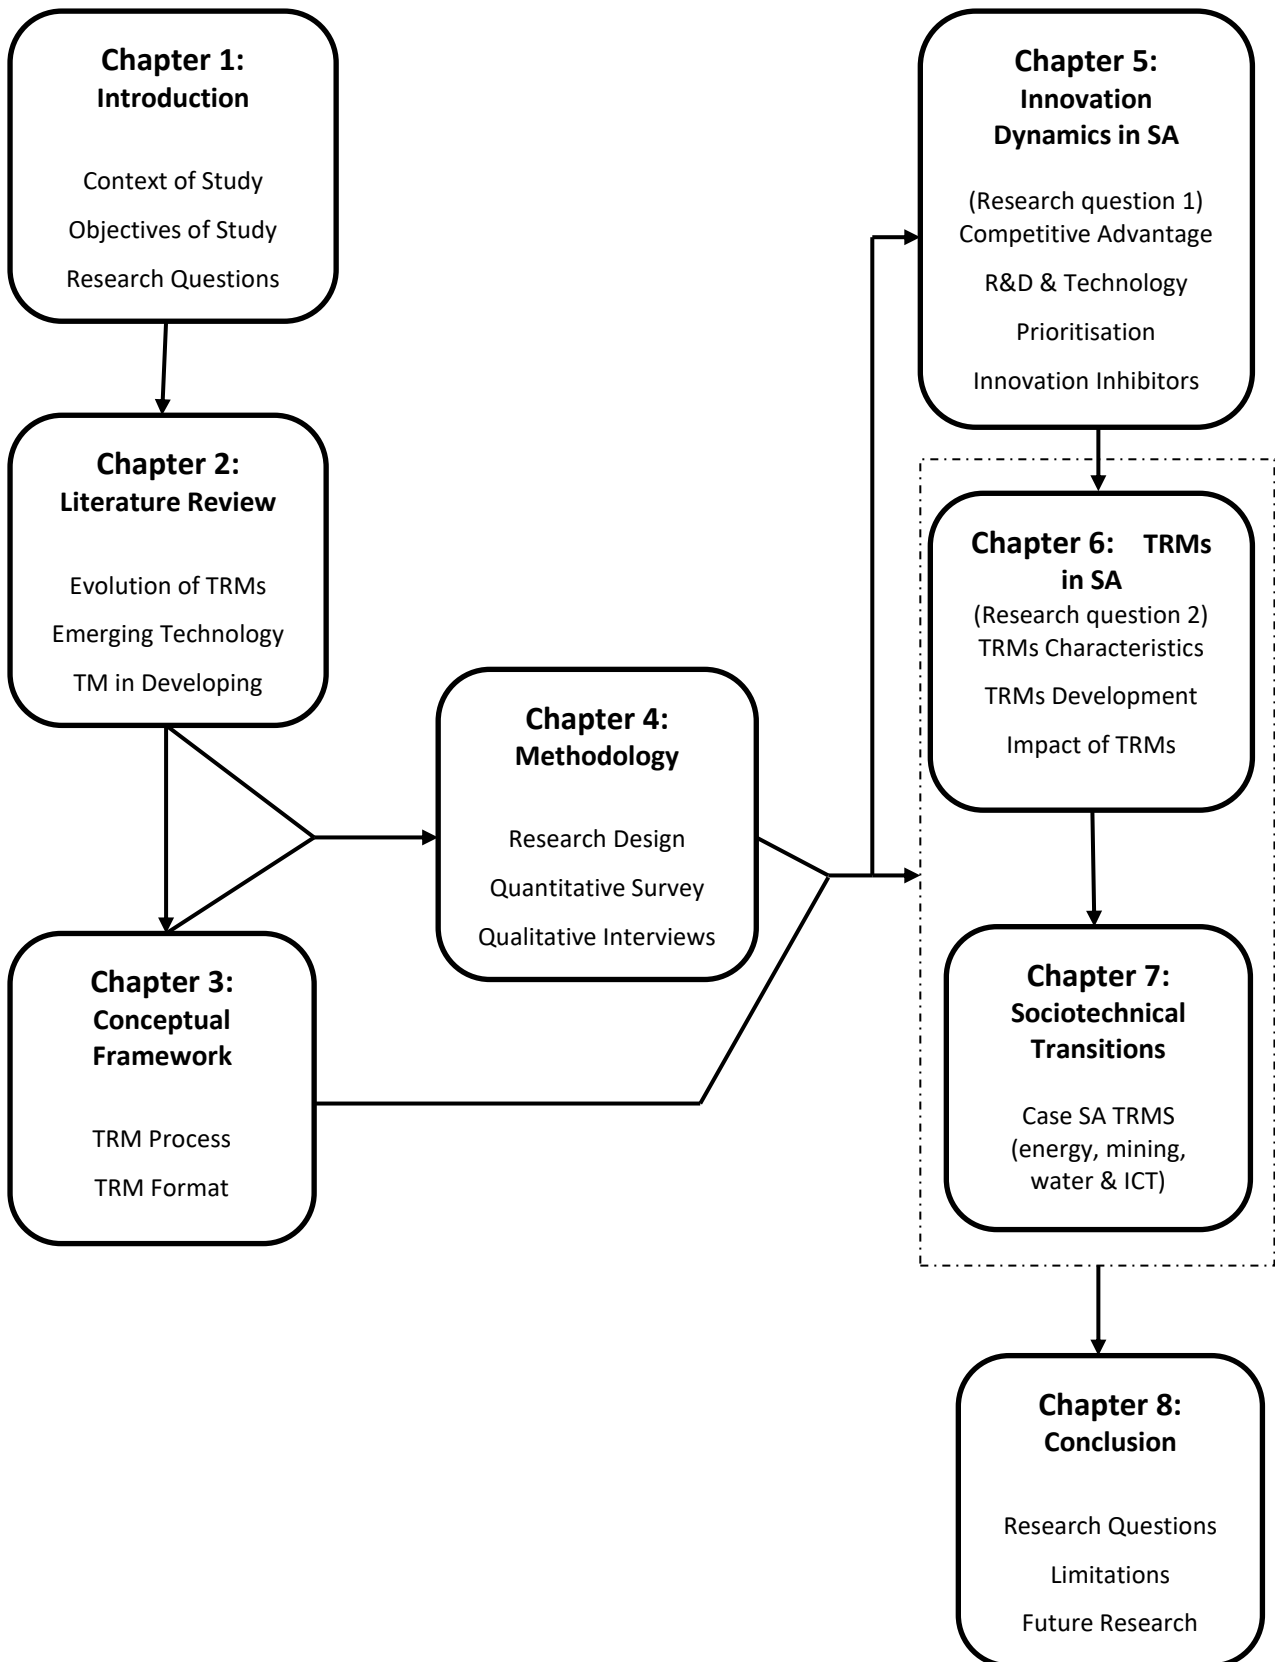 Chapter 1:
Introduction
Context of Study
Objectives of Study
Research Questions
Chapter 2:
Literature Review
Evolution of TRMs
Emerging Technology
TM in Developing
Chapter 3:
Conceptual
Framework
TRM Process
TRM Format
Chapter 4:
Methodology
Research Design
Quantitative Survey
Qualitative Interviews
Chapter 5:
Innovation
Dynamics in SA
(Research question 1)
Competitive Advantage
R&D & Technology
Prioritisation
Innovation Inhibitors
Chapter 6: TRMs
in SA
(Research question 2)
TRMs Characteristics
TRMs Development
Impact of TRMs
Chapter 7:
Sociotechnical
Transitions
Case SA TRMS
(energy, mining,
water & ICT)
Chapter 8:
Conclusion
Research Questions
Limitations
Future Research